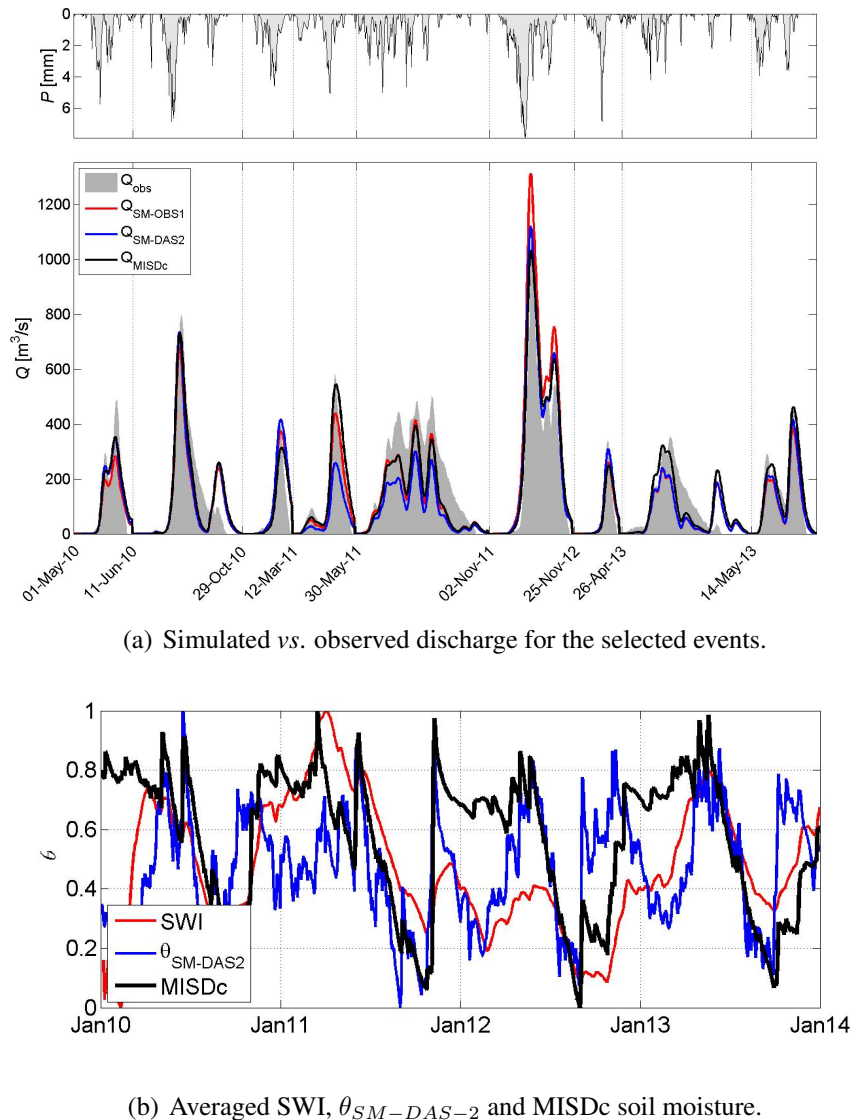 0
2
4
6
P [mm]
Q_obs
Q_SM-OBS1
Q_SM-DAS2
Q_MISDc
1200
1000
800
600
400
200
0
Q [m³/s]
01-May-10
11-Jun-10
29-Oct-10
12-Mar-11
30-May-11
02-Nov-11
25-Nov-12
26-Apr-13
14-May-13
(a) Simulated vs. observed discharge for the selected events.
1
0.8
0.6
0.4
0.2
0
θ
SWI
θ_SM-DAS2
MISDc
Jan10
Jan11
Jan12
Jan13
Jan14
(b) Averaged SWI, θ_SM−DAS−2 and MISDc soil moisture.